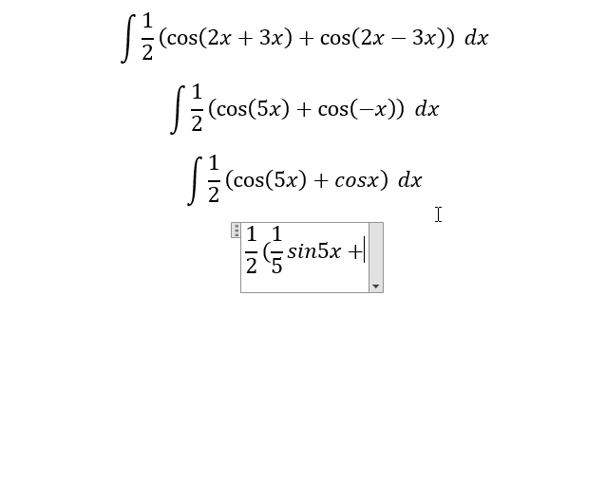 ∫ 1/2 (cos(2x + 3x) + cos(2x − 3x)) dx
∫ 1/2 (cos(5x) + cos(−x)) dx
∫ 1/2 (cos(5x) + cosx) dx
1/2 (1/5 sin5x +